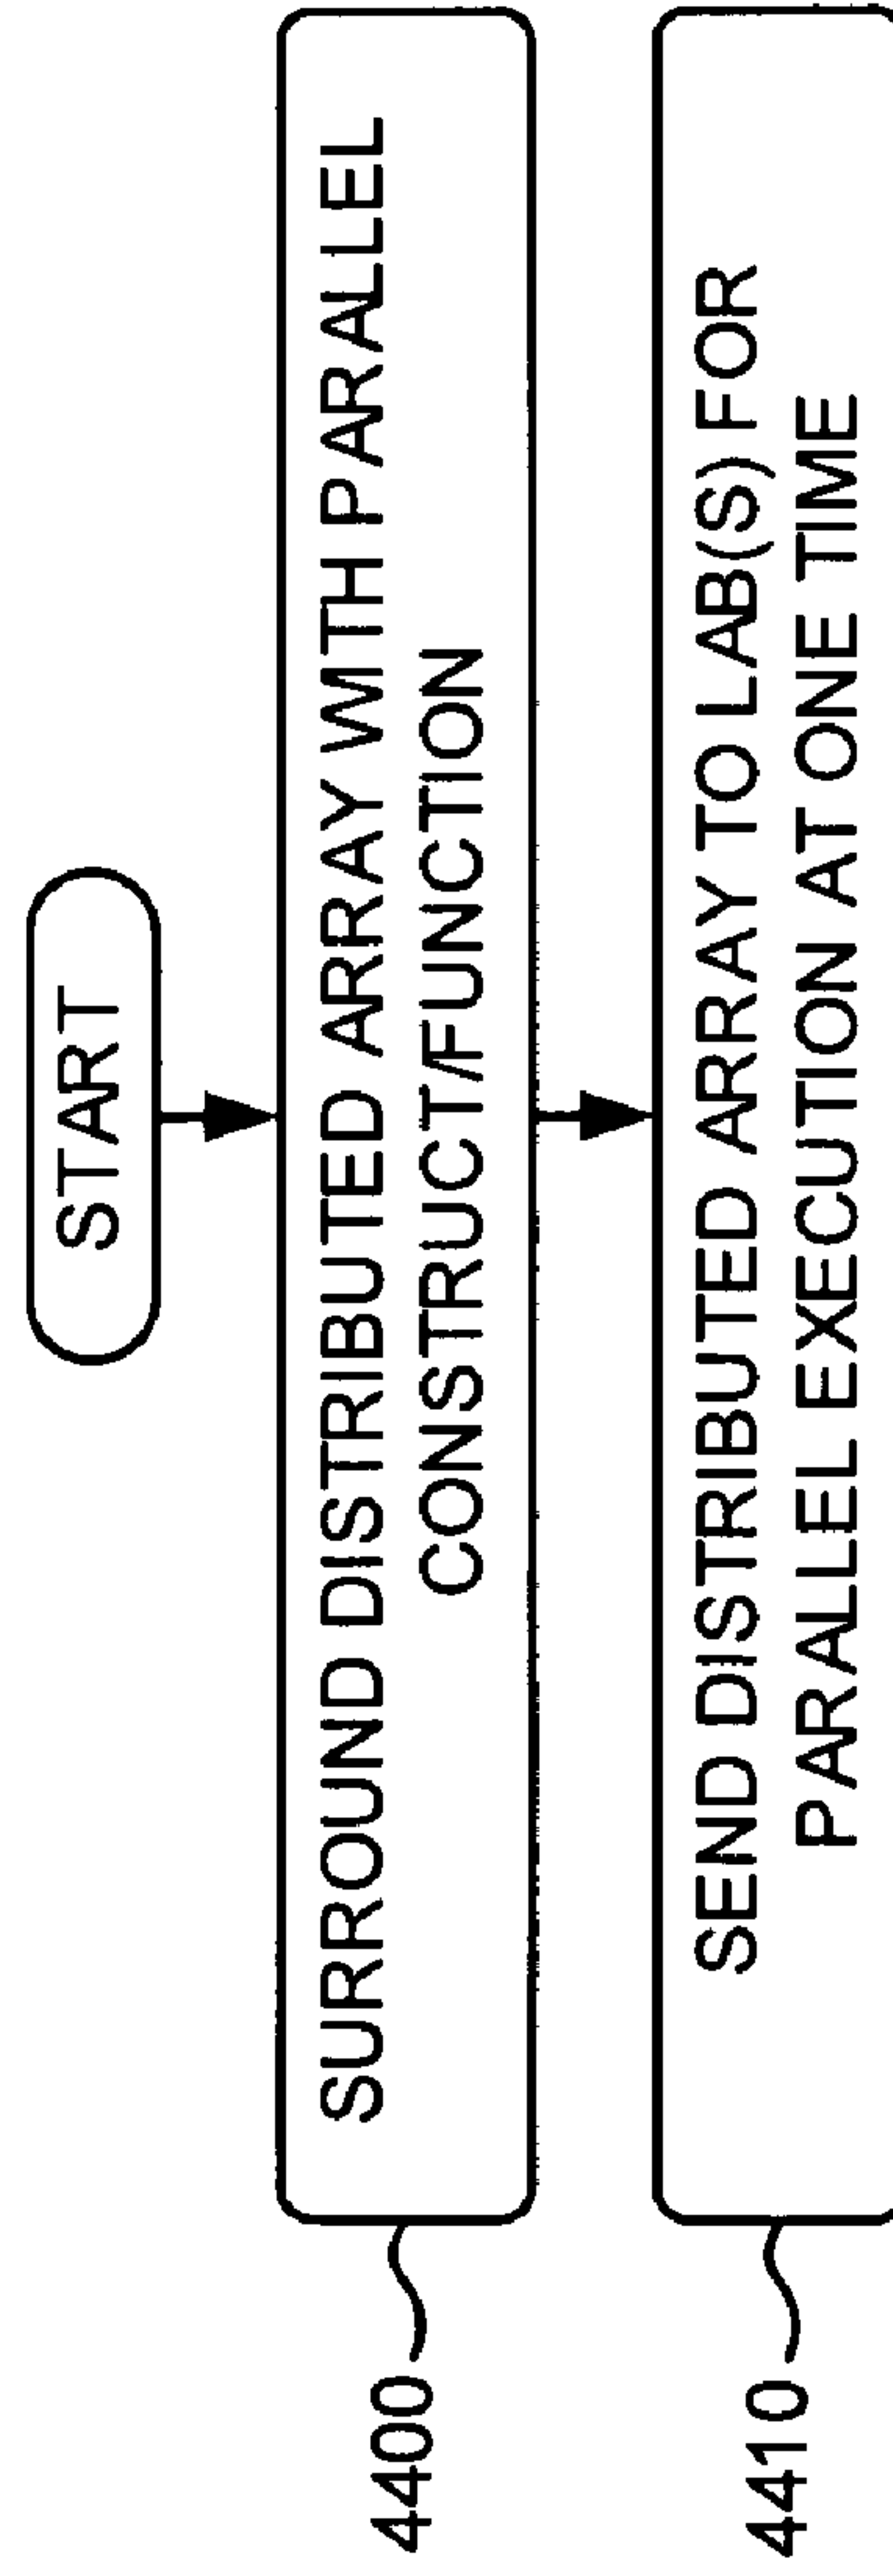 START
SURROUND DISTRIBUTED ARRAY WITH PARALLEL
CONSTRUCT/FUNCTION
4400
SEND DISTRIBUTED ARRAY TO LAB(S) FOR
PARALLEL EXECUTION AT ONE TIME
4410